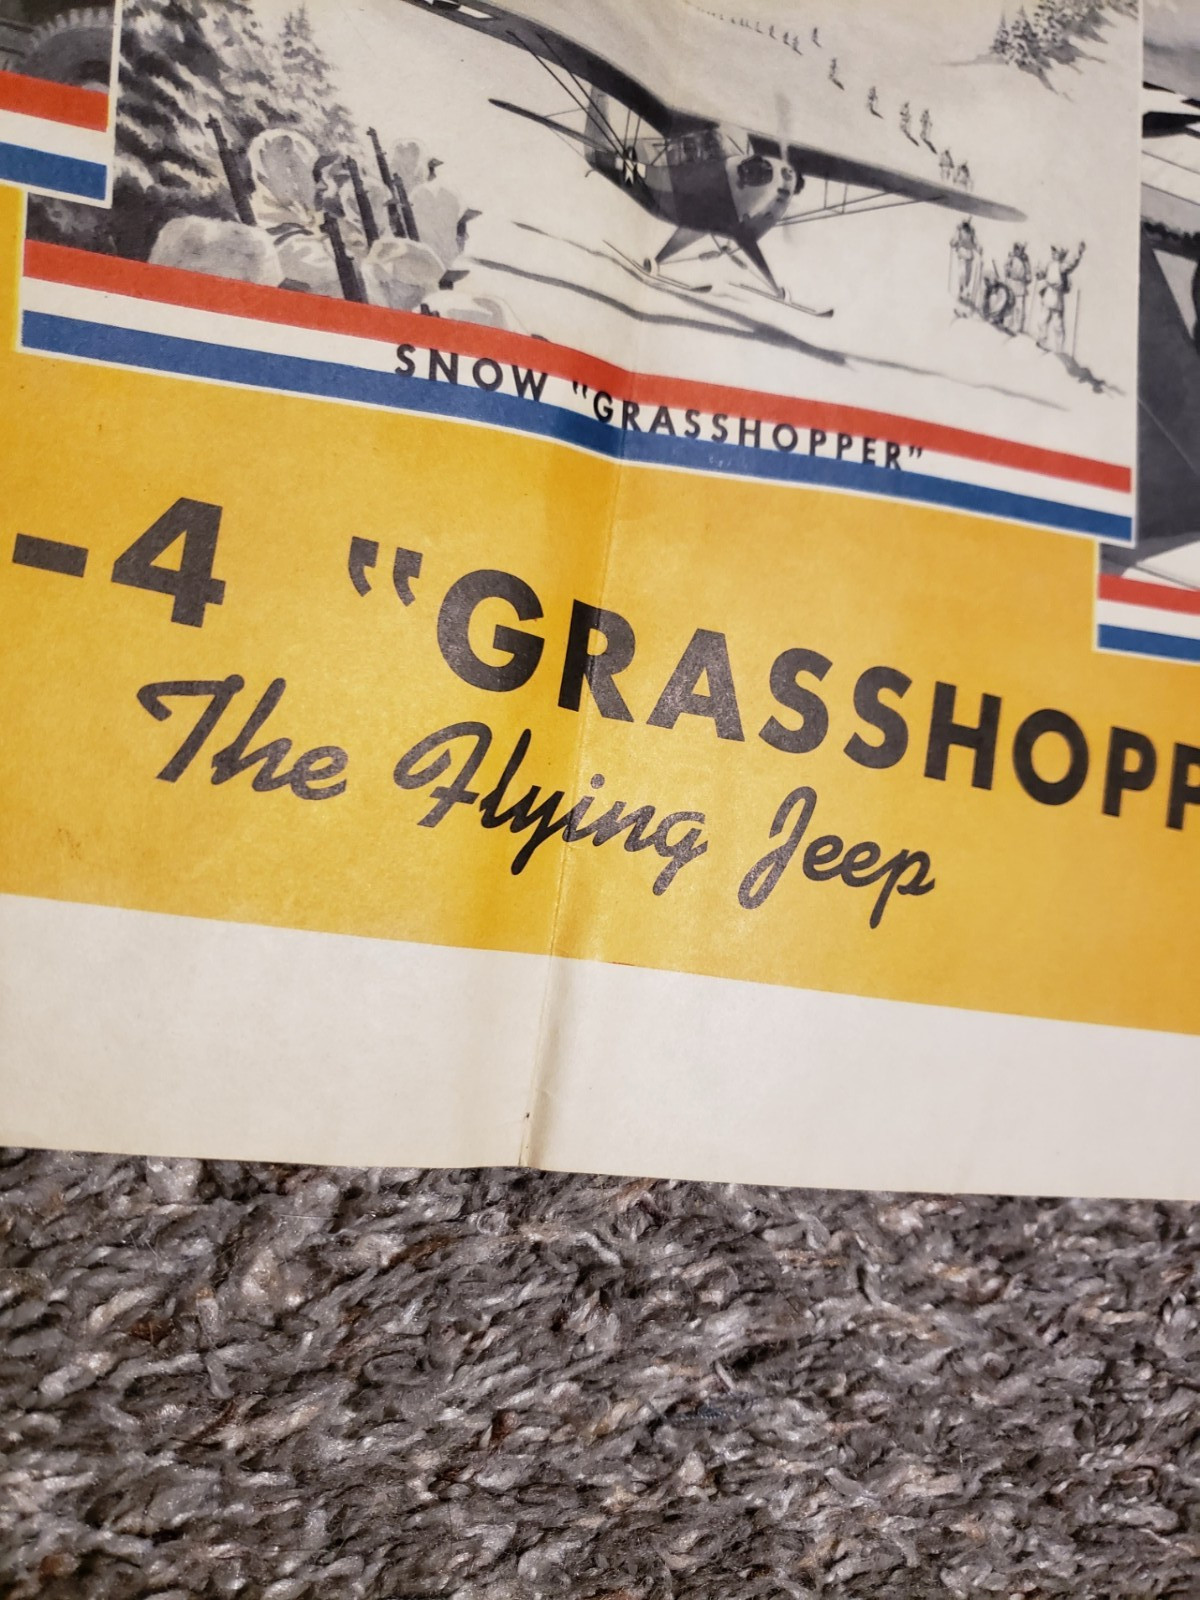 SNOW "GRASSHOPPER"
-4 "GRASSHOPP
The Flying Jeep